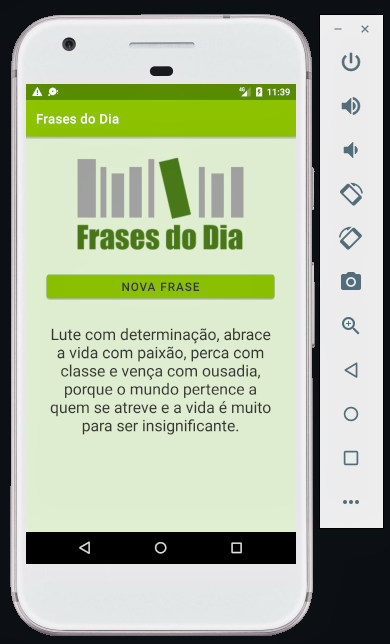 11:39
Frases do Dia
Frases do Dia
NOVA FRASE
Lute com determinação, abrace
a vida com paixão, perca com
classe e vença com ousadia,
porque o mundo pertence a
quem se atreve e a vida é muito
para ser insignificante.